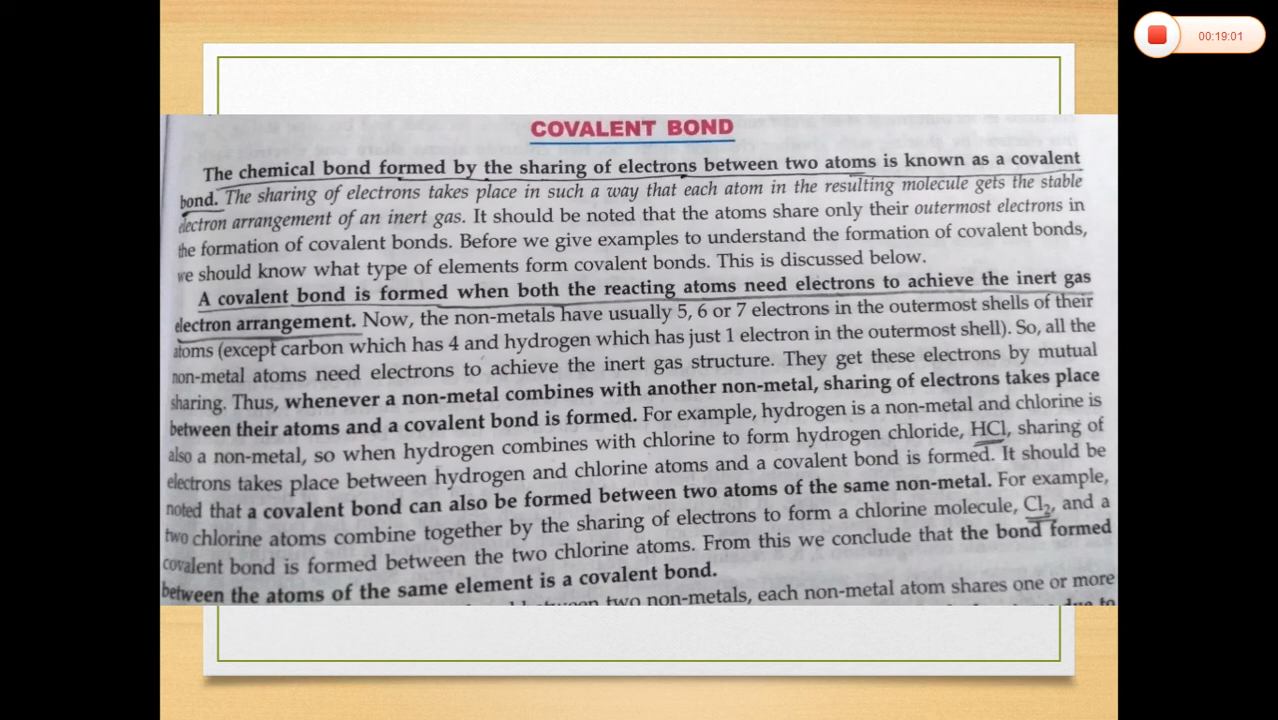 00:19:01
COVALENT BOND
The chemical bond formed by the sharing of electrons between two atoms is known as a covalent
bond. The sharing of electrons takes place in such a way that each atom in the resulting molecule gets the stable
electron arrangement of an inert gas. It should be noted that the atoms share only their outermost electrons in
the formation of covalent bonds. Before we give examples to understand the formation of covalent bonds,
we should know what type of elements form covalent bonds. This is discussed below.
A covalent bond is formed when both the reacting atoms need electrons to achieve the inert gas
electron arrangement. Now, the non-metals have usually 5, 6 or 7 electrons in the outermost shells of their
atoms (except carbon which has 4 and hydrogen which has just 1 electron in the outermost shell). So, all the
non-metal atoms need electrons to achieve the inert gas structure. They get these electrons by mutual
sharing. Thus, whenever a non-metal combines with another non-metal, sharing of electrons takes place
between their atoms and a covalent bond is formed. For example, hydrogen is a non-metal and chlorine is
also a non-metal, so when hydrogen combines with chlorine to form hydrogen chloride, HCl, sharing of
electrons takes place between hydrogen and chlorine atoms and a covalent bond is formed. It should be
noted that a covalent bond can also be formed between two atoms of the same non-metal. For example,
two chlorine atoms combine together by the sharing of electrons to form a chlorine molecule, Cl₂, and a
covalent bond is formed between the two chlorine atoms. From this we conclude that the bond formed
between the atoms of the same element is a covalent bond.
two non-metals, each non-metal atom shares one or more